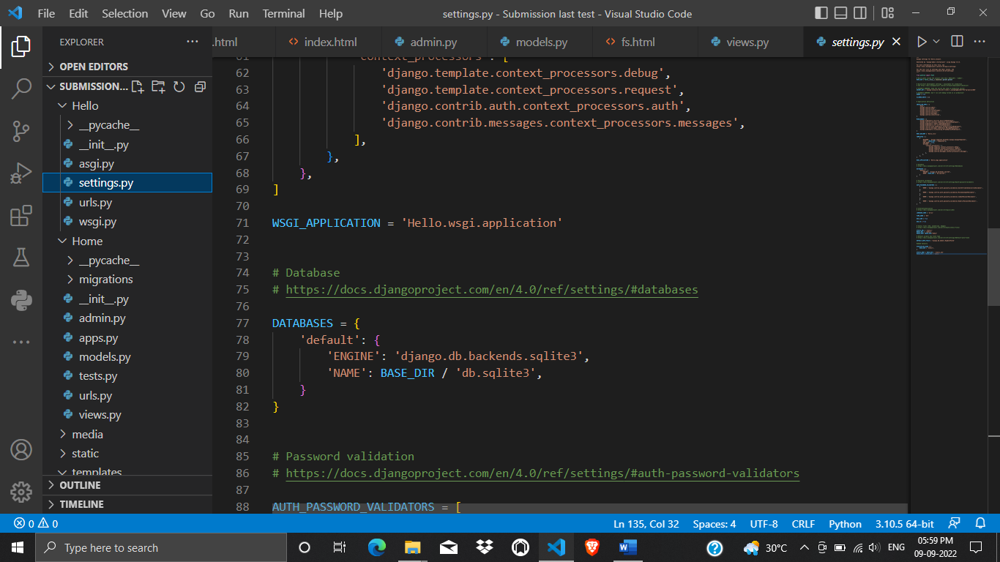 File Edit Selection View Go Run Terminal Help settings.py - Submission last test - Visual Studio Code
EXPLORER
.html index.html admin.py models.py fs.html views.py settings.py
OPEN EDITORS
SUBMISSION...
Hello
__pycache__
__init__.py
asgi.py
settings.py
urls.py
wsgi.py
Home
__pycache__
migrations
__init__.py
admin.py
apps.py
models.py
tests.py
urls.py
views.py
media
static
templates
OUTLINE
TIMELINE
61 'context_processors': [
62 'django.template.context_processors.debug',
63 'django.template.context_processors.request',
64 'django.contrib.auth.context_processors.auth',
65 'django.contrib.messages.context_processors.messages',
66 ],
67 },
68 },
69 ]
70
71 WSGI_APPLICATION = 'Hello.wsgi.application'
72
73
74 # Database
75 # https://docs.djangoproject.com/en/4.0/ref/settings/#databases
76
77 DATABASES = {
78 'default': {
79 'ENGINE': 'django.db.backends.sqlite3',
80 'NAME': BASE_DIR / 'db.sqlite3',
81 }
82 }
83
84
85 # Password validation
86 # https://docs.djangoproject.com/en/4.0/ref/settings/#auth-password-validators
87
88 AUTH_PASSWORD_VALIDATORS = [
0 0 Ln 135, Col 32 Spaces: 4 UTF-8 CRLF Python 3.10.5 64-bit
Type here to search
30°C ENG
05:59 PM
09-09-2022